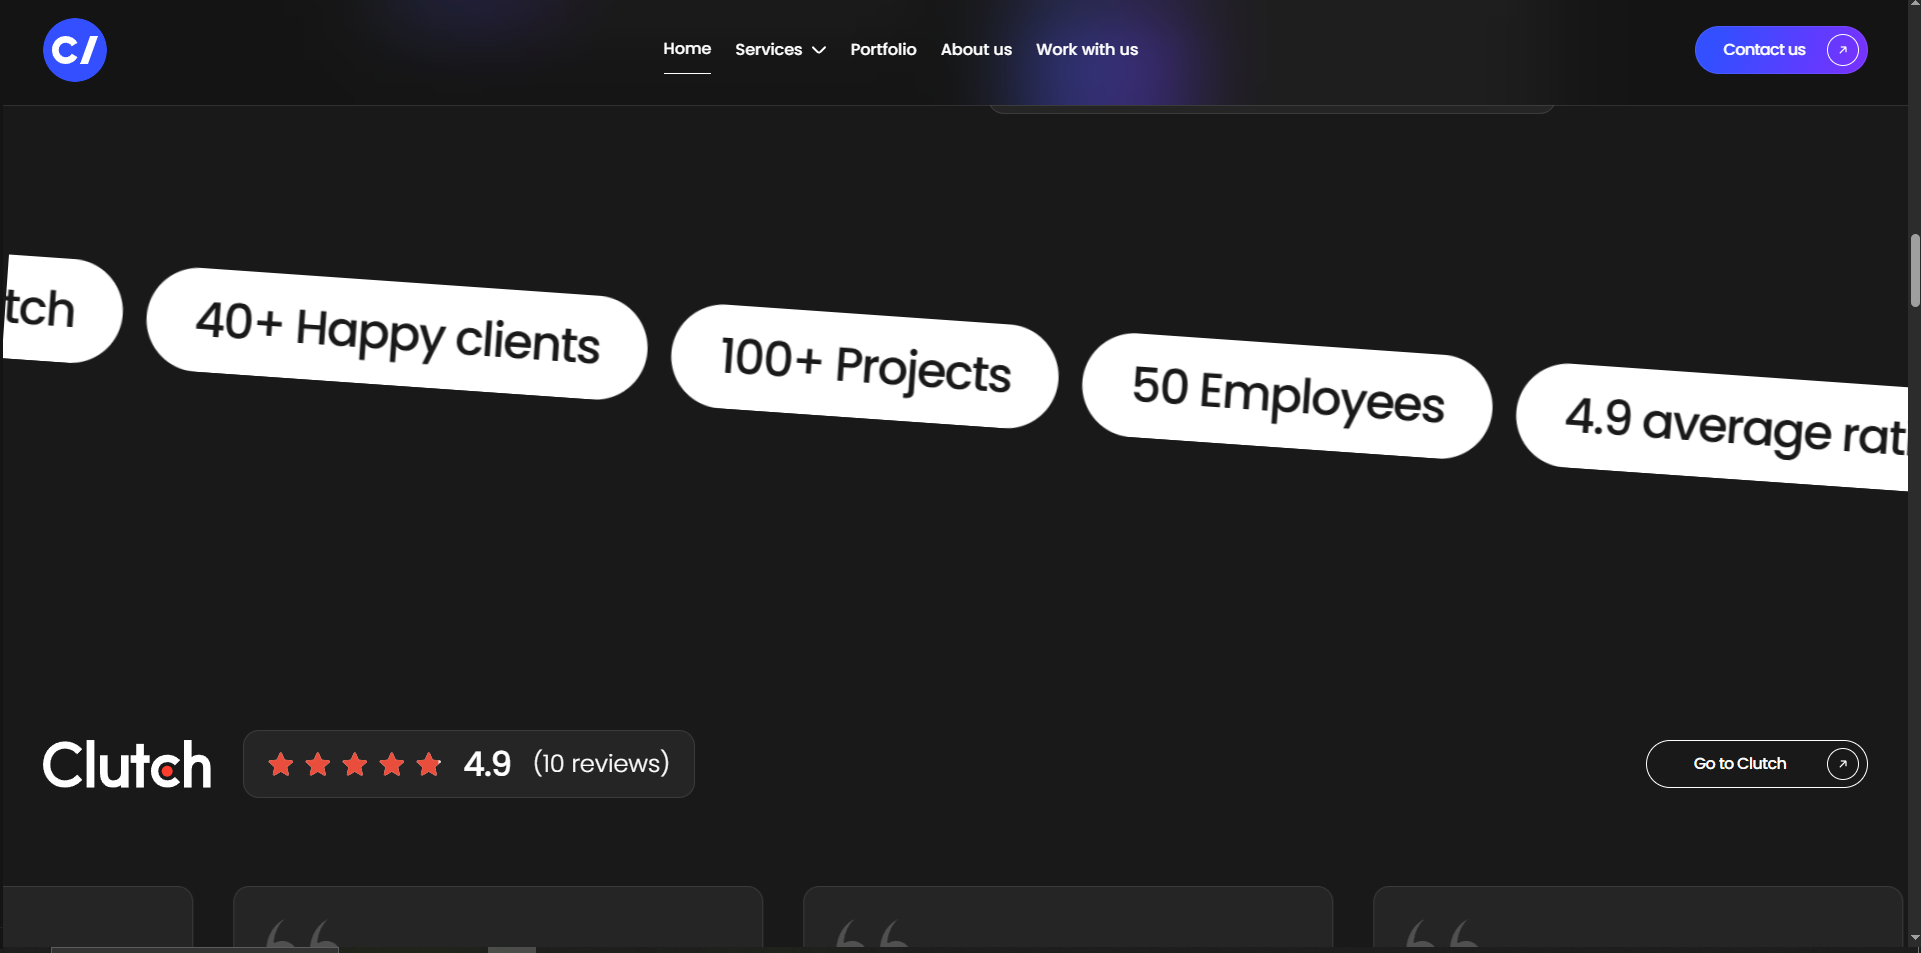 C/
Home
Services
Portfolio
About us
Work with us
Contact us
tch
40+ Happy clients
100+ Projects
50 Employees
4.9 average rat
Clutch
4.9 (10 reviews)
Go to Clutch